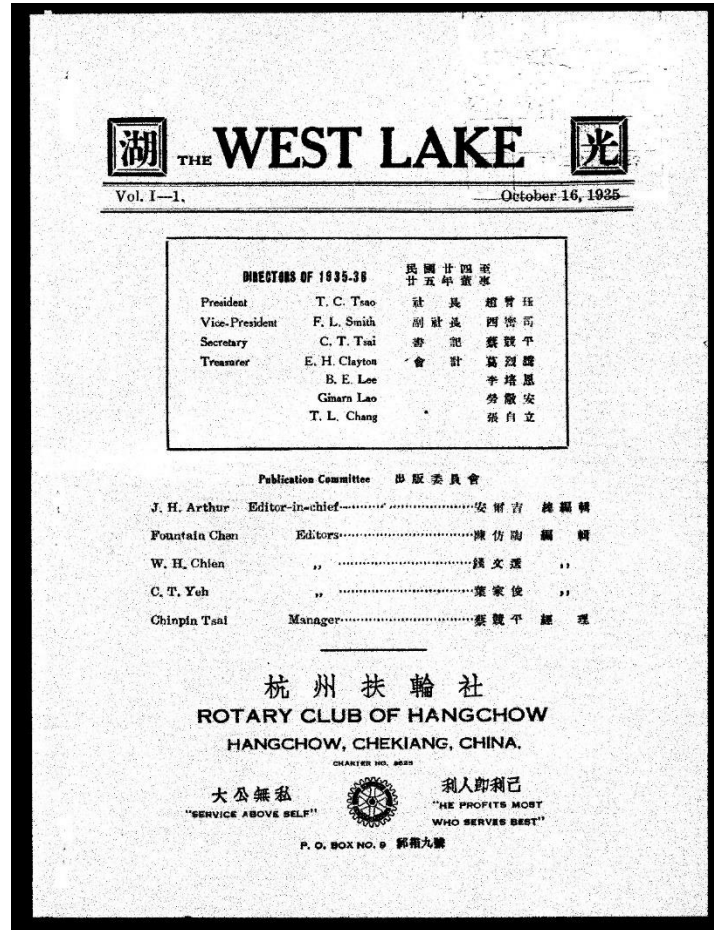 湖 THE WEST LAKE 光
Vol. I—1. October 16, 1935
DIRECTORS OF 1935-36 民國廿四至
廿五年董事
President T. C. Tsao 社長 趙曾珏
Vice-President F. L. Smith 副社長 四密司
Secretary C. T. Tsai 書記 蔡競平
Treasurer E. H. Clayton 會計 葛烈騰
B. E. Lee 李培恩
Ginarn Lao 勞敬安
T. L. Chang 張自立
Publication Committee 出版委員會
J. H. Arthur Editor-in-chief 安爾吉 總編輯
Fountain Chan Editors 陳仿陶 編輯
W. H. Chien ,, 錢文選 ,,
C. T. Yeh ,, 葉家俊 ,,
Chinpin Tsai Manager 蔡競平 經理
杭州扶輪社
ROTARY CLUB OF HANGCHOW
HANGCHOW, CHEKIANG, CHINA.
CHARTER NO.
大公無私
"SERVICE ABOVE SELF"
利人即利己
"HE PROFITS MOST
WHO SERVES BEST"
P. O. BOX NO. 9 郵箱九號